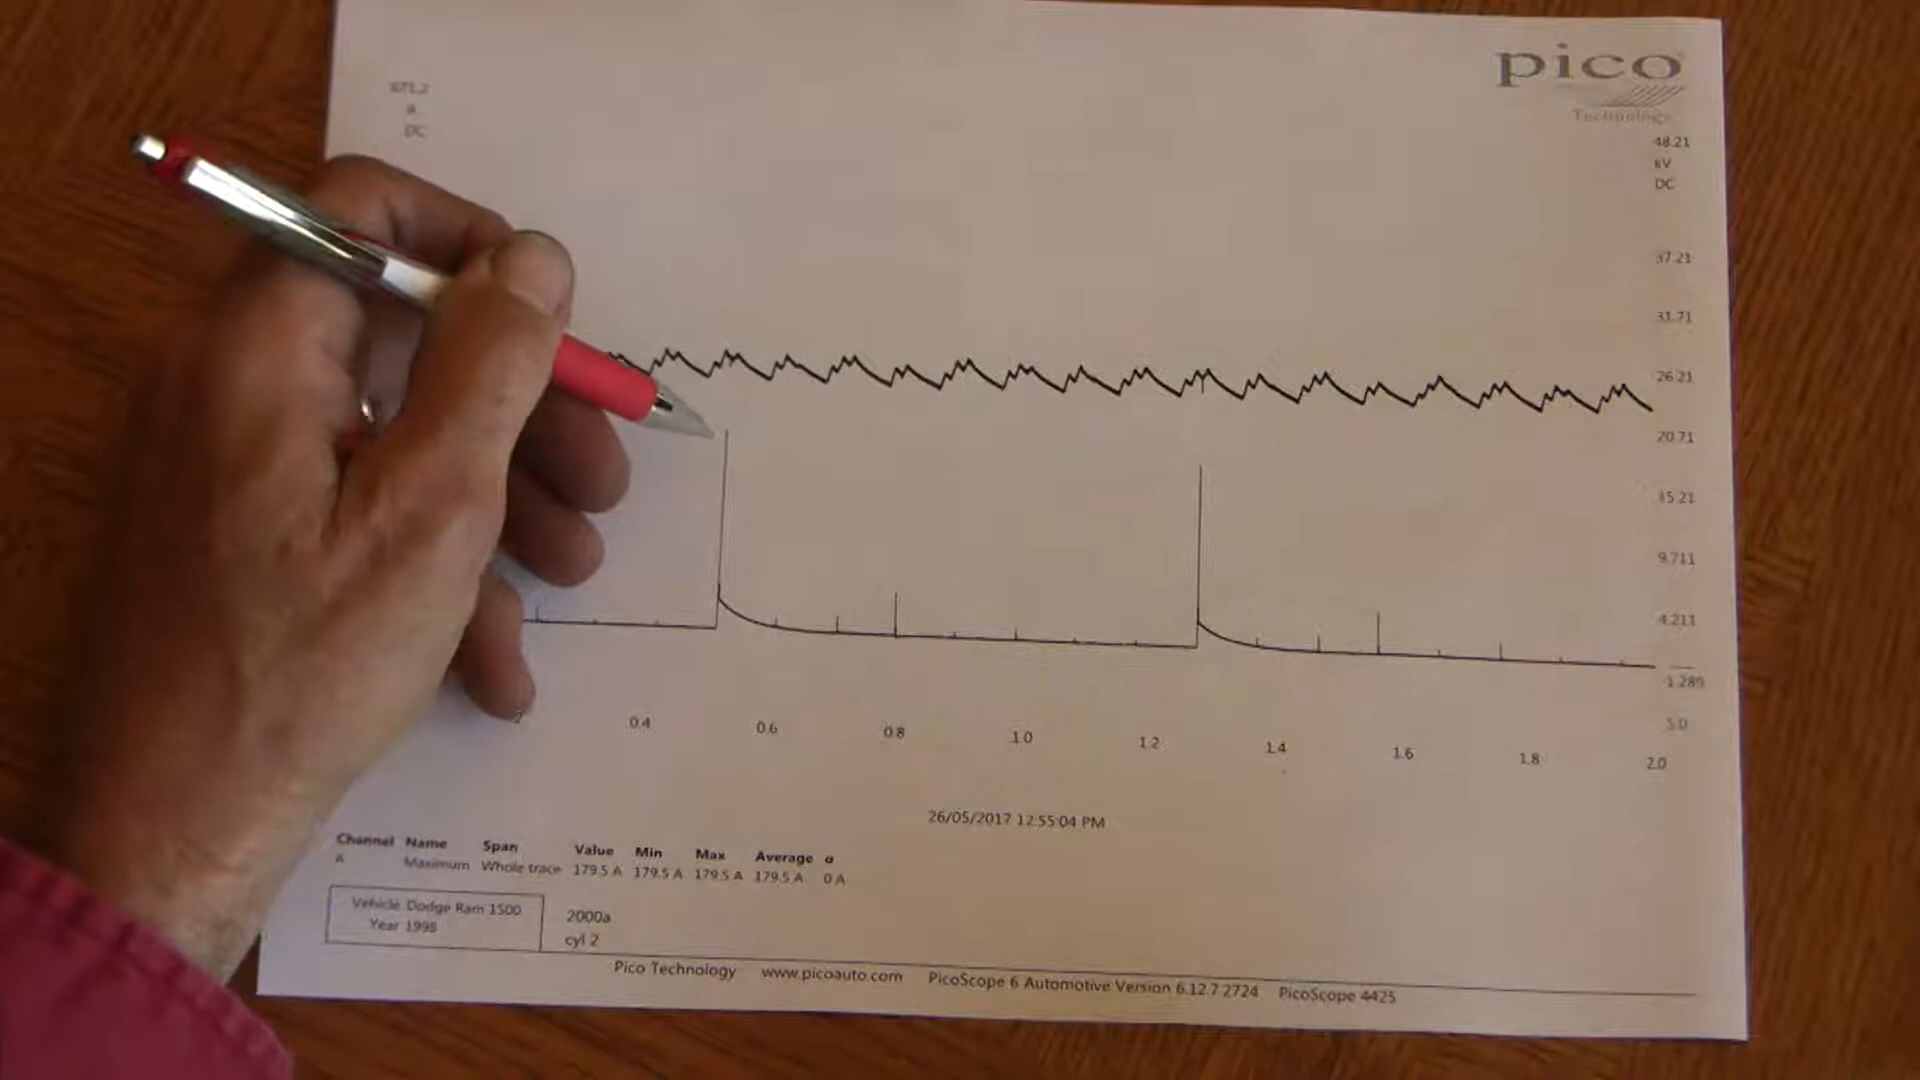 pico
Technology
a
DC
48.21
kV
DC
37.21
31.71
26.21
20.71
15.21
9.711
4.211
-1.289
0.4 0.6 0.8 1.0 1.2 1.4 1.6 1.8 2.0
26/05/2017 12:55:04 PM
Channel Name Span Value Min Max Average σ
A Maximum Whole trace 179.5 A 179.5 A 179.5 A 179.5 A 0 A
Vehicle Dodge Ram 1500
Year 1998
2000a
cyl 2
Pico Technology www.picoauto.com PicoScope 6 Automotive Version 6.12.7.2724 PicoScope 4425